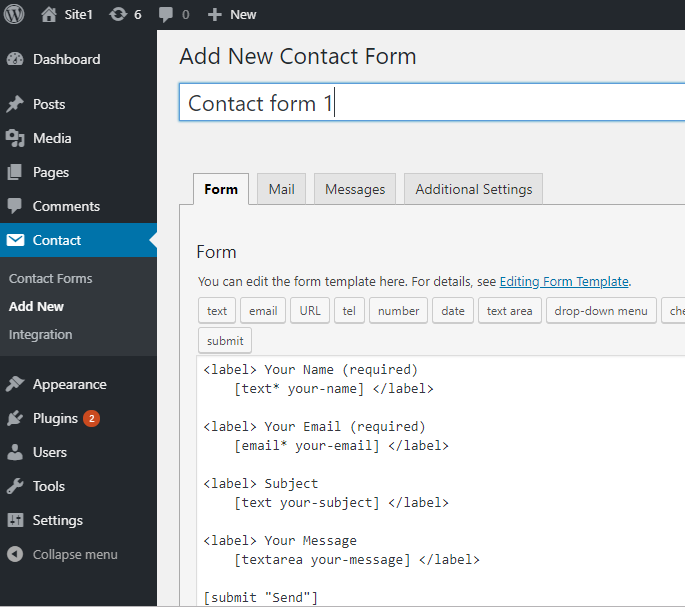 Site1 6 0 New
Dashboard
Posts
Media
Pages
Comments
Contact
Contact Forms
Add New
Integration
Appearance
Plugins 2
Users
Tools
Settings
Collapse menu
Add New Contact Form
Contact form 1
Form Mail Messages Additional Settings
Form
You can edit the form template here. For details, see Editing Form Template.
text email URL tel number date text area drop-down menu che
submit
<label> Your Name (required)
    [text* your-name] </label>
<label> Your Email (required)
    [email* your-email] </label>
<label> Subject
    [text your-subject] </label>
<label> Your Message
    [textarea your-message] </label>
[submit "Send"]